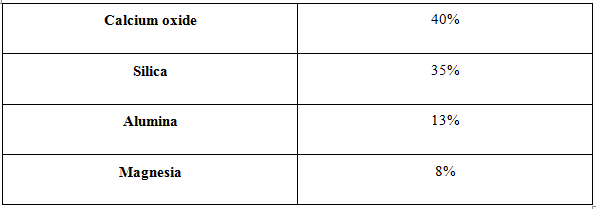 Calcium oxide 40%
Silica 35%
Alumina 13%
Magnesia 8%